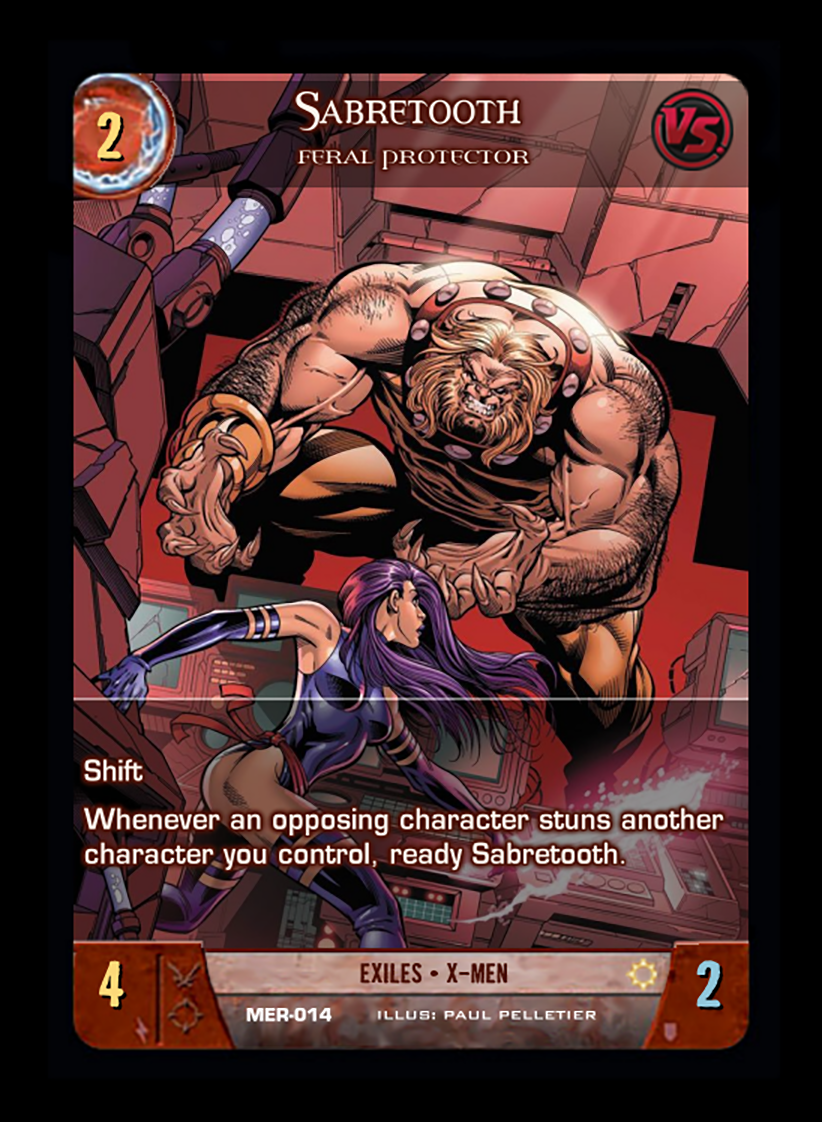 2
SABRETOOTH
FERAL PROTECTOR
VS.
Shift
Whenever an opposing character stuns another
character you control, ready Sabretooth.
4
EXILES • X-MEN
2
MER-014 ILLUS: PAUL PELLETIER